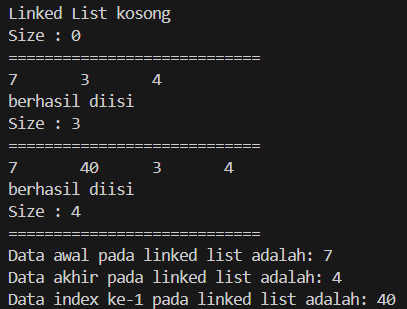 Linked List kosong
Size : 0
============================
7       3       4
berhasil diisi
Size : 3
============================
7       40      3       4
berhasil diisi
Size : 4
============================
Data awal pada linked list adalah: 7
Data akhir pada linked list adalah: 4
Data index ke-1 pada linked list adalah: 40